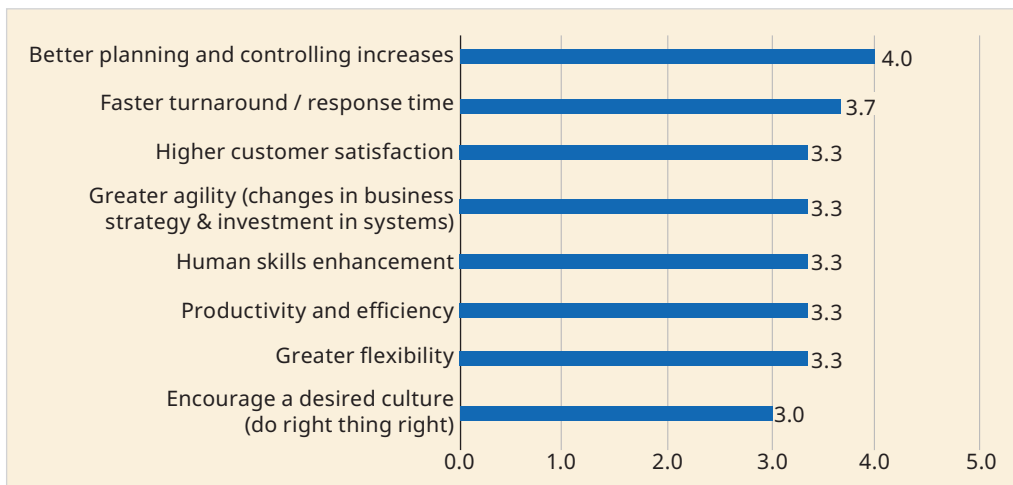 Better planning and controlling increases
4.0
Faster turnaround / response time
3.7
Higher customer satisfaction
3.3
Greater agility (changes in business
strategy & investment in systems)
3.3
Human skills enhancement
3.3
Productivity and efficiency
3.3
Greater flexibility
3.3
Encourage a desired culture
(do right thing right)
3.0
0.0 1.0 2.0 3.0 4.0 5.0